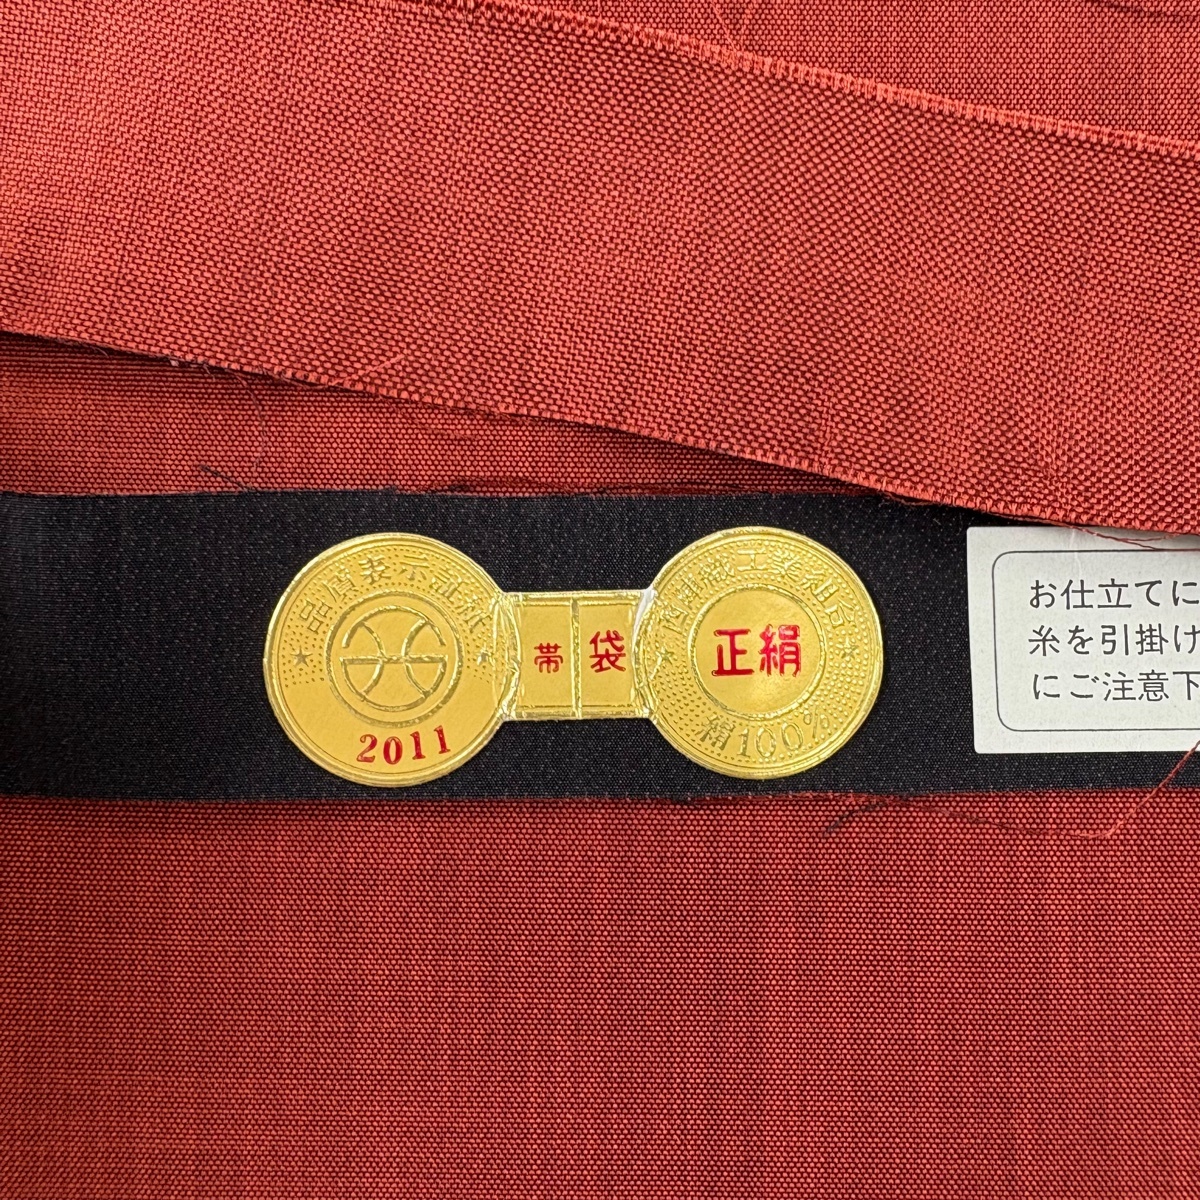 品質表示証紙
2011
帯 袋
西陣織工業組合
正絹
絹100%
お仕立てに
糸を引掛け
にご注意下